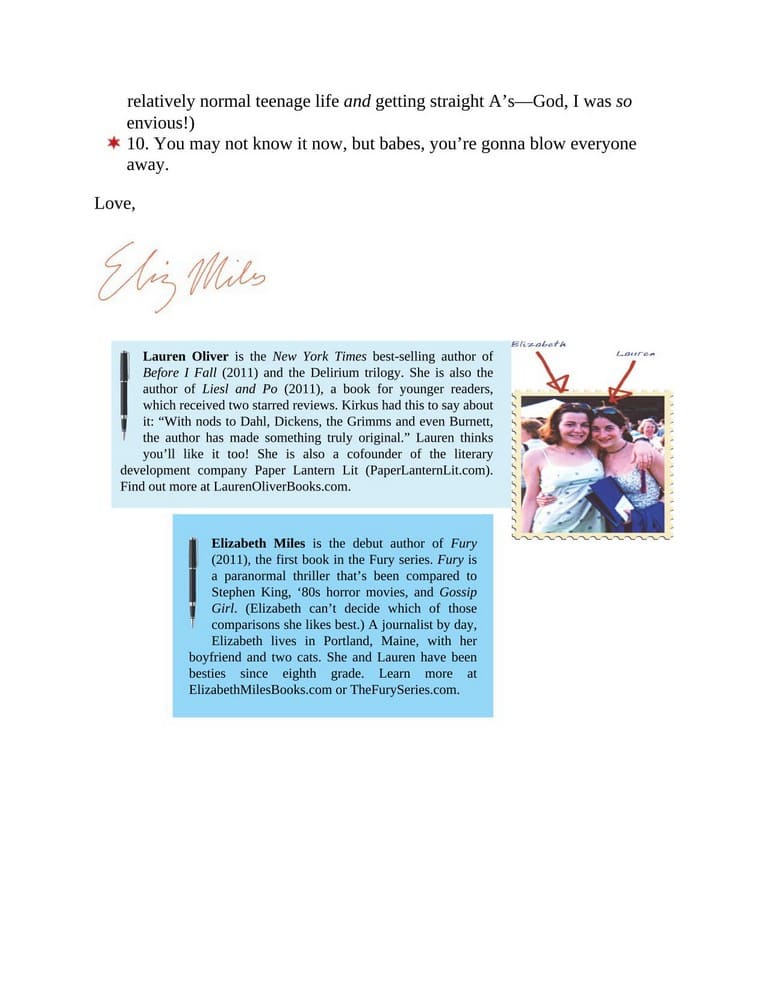 relatively normal teenage life and getting straight A’s—God, I was so
envious!)
10. You may not know it now, but babes, you’re gonna blow everyone
away.
Love,
Eliz Miles
Lauren Oliver is the New York Times best-selling author of
Before I Fall (2011) and the Delirium trilogy. She is also the
author of Liesl and Po (2011), a book for younger readers,
which received two starred reviews. Kirkus had this to say about
it: “With nods to Dahl, Dickens, the Grimms and even Burnett,
the author has made something truly original.” Lauren thinks
you’ll like it too! She is also a cofounder of the literary
development company Paper Lantern Lit (PaperLanternLit.com).
Find out more at LaurenOliverBooks.com.
Elizabeth
Lauren
Elizabeth Miles is the debut author of Fury
(2011), the first book in the Fury series. Fury is
a paranormal thriller that’s been compared to
Stephen King, ‘80s horror movies, and Gossip
Girl. (Elizabeth can’t decide which of those
comparisons she likes best.) A journalist by day,
Elizabeth lives in Portland, Maine, with her
boyfriend and two cats. She and Lauren have been
besties since eighth grade. Learn more at
ElizabethMilesBooks.com or TheFurySeries.com.